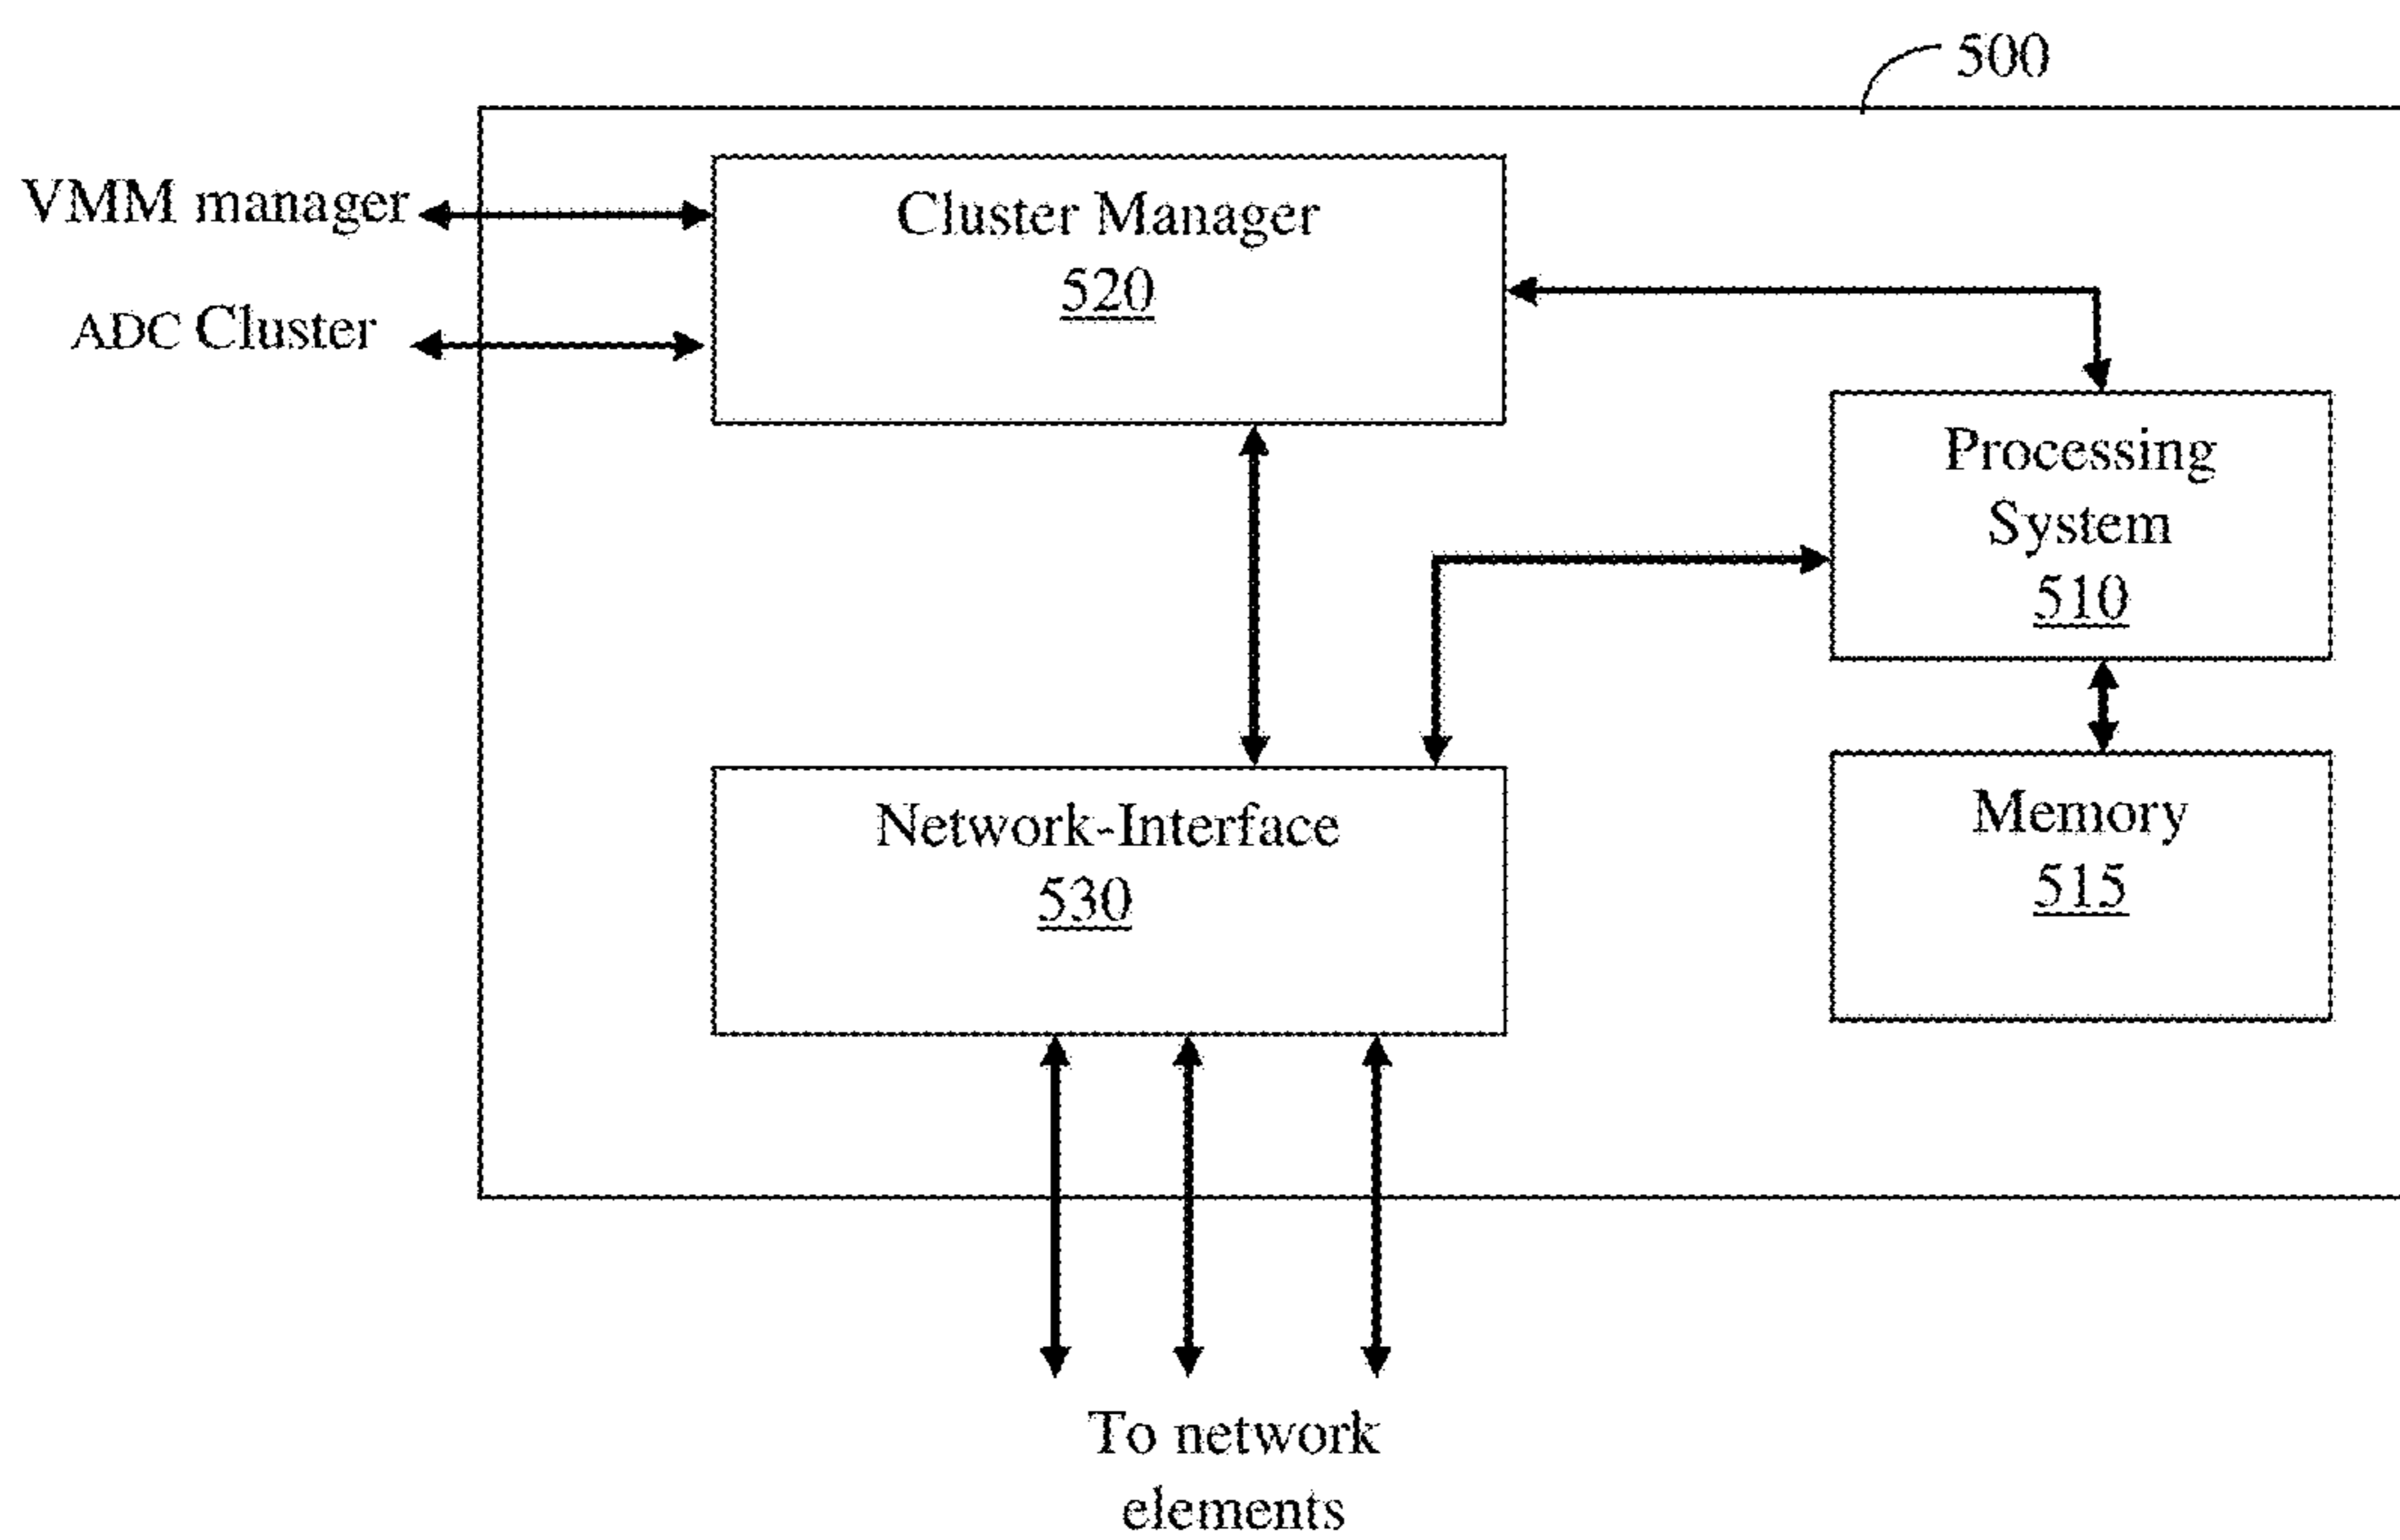 500
VMM manager
ADC Cluster
Cluster Manager
520
Processing
System
510
Network-Interface
530
Memory
515
To network
elements